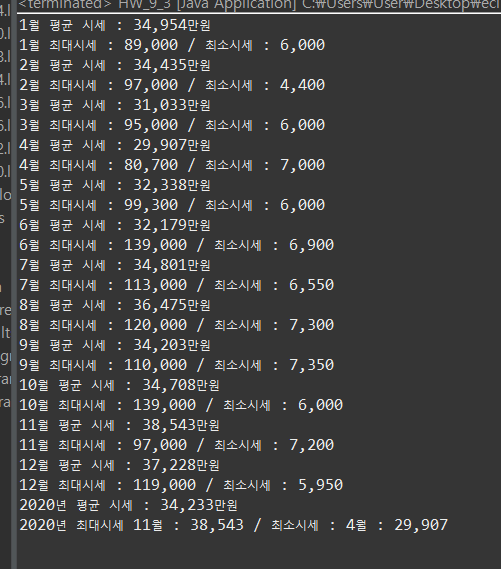 <terminated> HW_9_3 [Java Application] C:₩Users₩User₩Desktop₩ecl
1월 평균 시세 : 34,954만원
1월 최대시세 : 89,000 / 최소시세 : 6,000
2월 평균 시세 : 34,435만원
2월 최대시세 : 97,000 / 최소시세 : 4,400
3월 평균 시세 : 31,033만원
3월 최대시세 : 95,000 / 최소시세 : 6,000
4월 평균 시세 : 29,907만원
4월 최대시세 : 80,700 / 최소시세 : 7,000
5월 평균 시세 : 32,338만원
5월 최대시세 : 99,300 / 최소시세 : 6,000
6월 평균 시세 : 32,179만원
6월 최대시세 : 139,000 / 최소시세 : 6,900
7월 평균 시세 : 34,801만원
7월 최대시세 : 113,000 / 최소시세 : 6,550
8월 평균 시세 : 36,475만원
8월 최대시세 : 120,000 / 최소시세 : 7,300
9월 평균 시세 : 34,203만원
9월 최대시세 : 110,000 / 최소시세 : 7,350
10월 평균 시세 : 34,708만원
10월 최대시세 : 139,000 / 최소시세 : 6,000
11월 평균 시세 : 38,543만원
11월 최대시세 : 97,000 / 최소시세 : 7,200
12월 평균 시세 : 37,228만원
12월 최대시세 : 119,000 / 최소시세 : 5,950
2020년 평균 시세 : 34,233만원
2020년 최대시세 11월 : 38,543 / 최소시세 : 4월 : 29,907